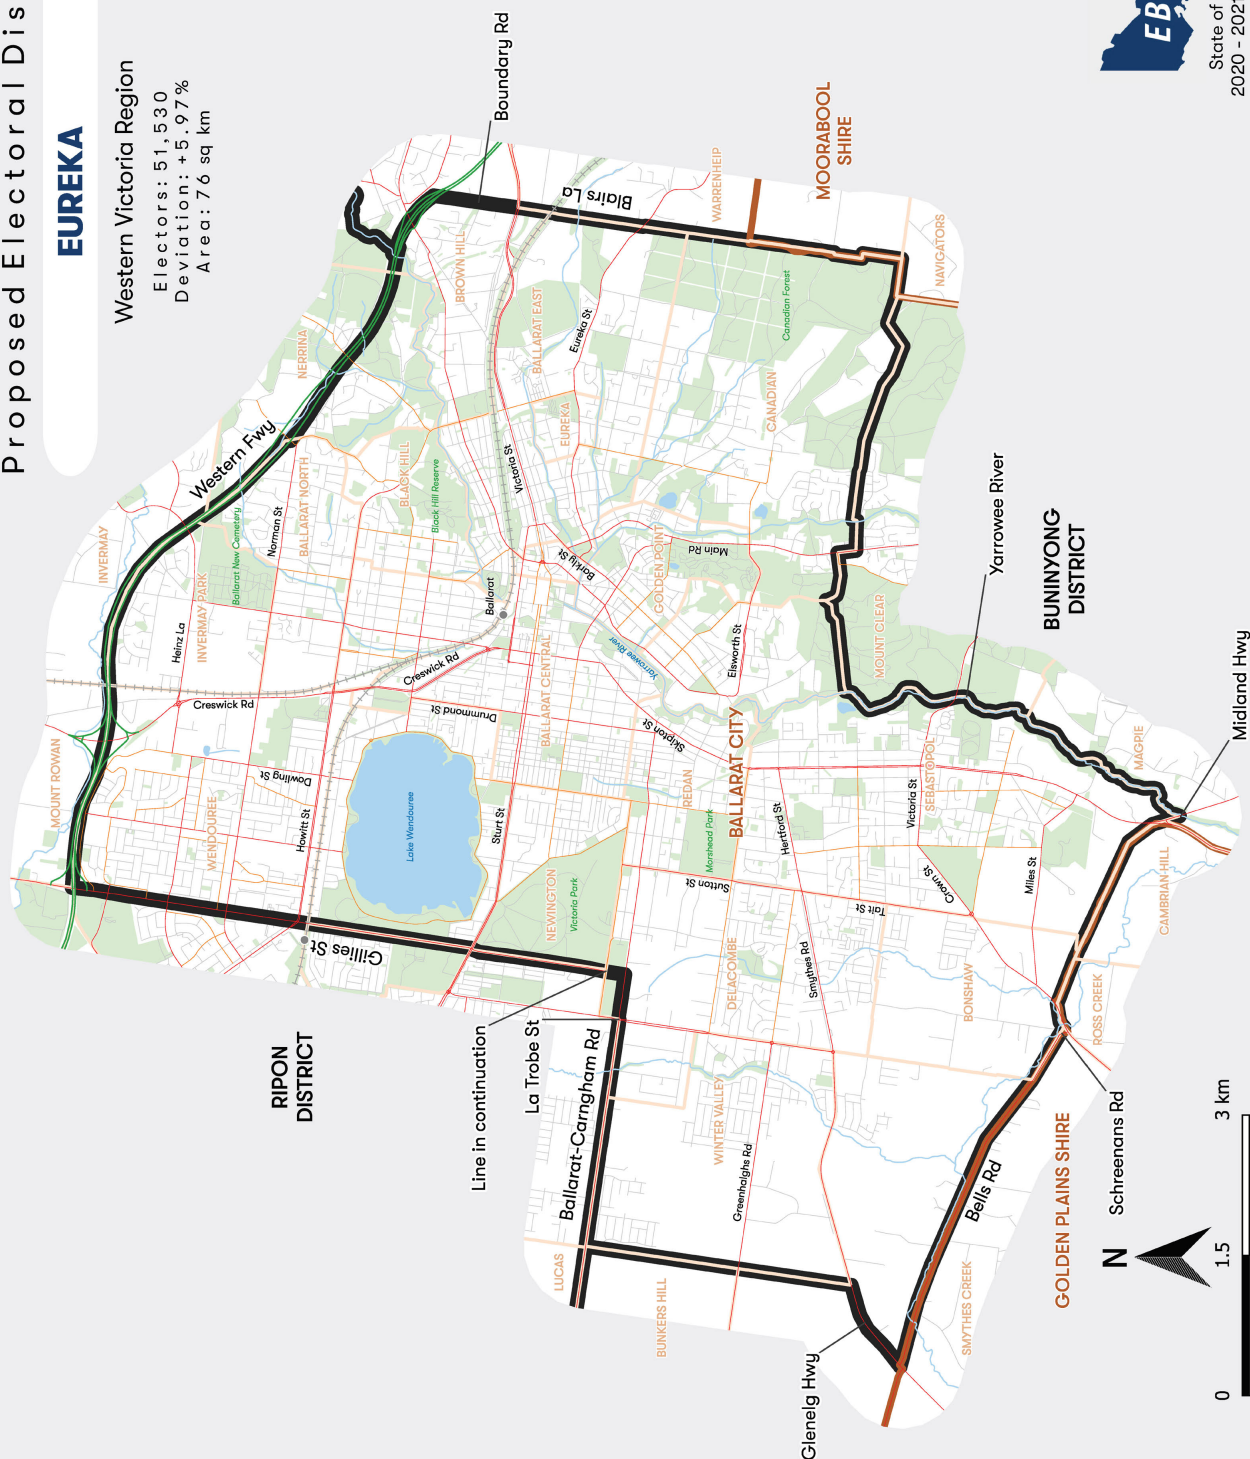 Proposed Electoral Dis
EUREKA
Western Victoria Region
Electors: 51,530
Deviation: +5.97%
Area: 76 sq km
EB
State of
2020 - 2021
Boundary Rd
MOORABOOL
SHIRE
Blairs La
WARRENHEIP
NAVIGATORS
BROWN HILL
NERRINA
BALLARAT EAST
Eureka St
Canadian Forest
CANADIAN
EUREKA
Western Fwy
BLACK HILL
Black Hill Reserve
Victoria St
BALLARAT NORTH
Norman St
Ballarat New Cemetery
INVERMAY
Yarrowee River
BUNINYONG
DISTRICT
Main Rd
Barkly St
GOLDEN POINT
Ballarat
INVERMAY PARK
Heinz La
MOUNT CLEAR
Elsworth St
Yarrowee River
Creswick Rd
BALLARAT CENTRAL
Creswick Rd
Drummond St
Skipton St
BALLARAT CITY
Midland Hwy
MAGPIE
SEBASTOPOL
MOUNT ROWAN
Dowling St
WENDOUREE
Howitt St
Lake Wendouree
Sturt St
REDAN
Morshead Park
Hertford St
Victoria St
Crown St
Miles St
Sutton St
Tait St
CAMBRIAN HILL
NEWINGTON
Victoria Park
Gillies St
DELACOMBE
Smythes Rd
BONSHAW
ROSS CREEK
RIPON
DISTRICT
Line in continuation
La Trobe St
Ballarat-Carngham Rd
WINTER VALLEY
Greenhalghs Rd
Bells Rd
Schreenans Rd
GOLDEN PLAINS SHIRE
LUCAS
BUNKERS HILL
SMYTHES CREEK
Glenelg Hwy
N
0
1.5
3 km